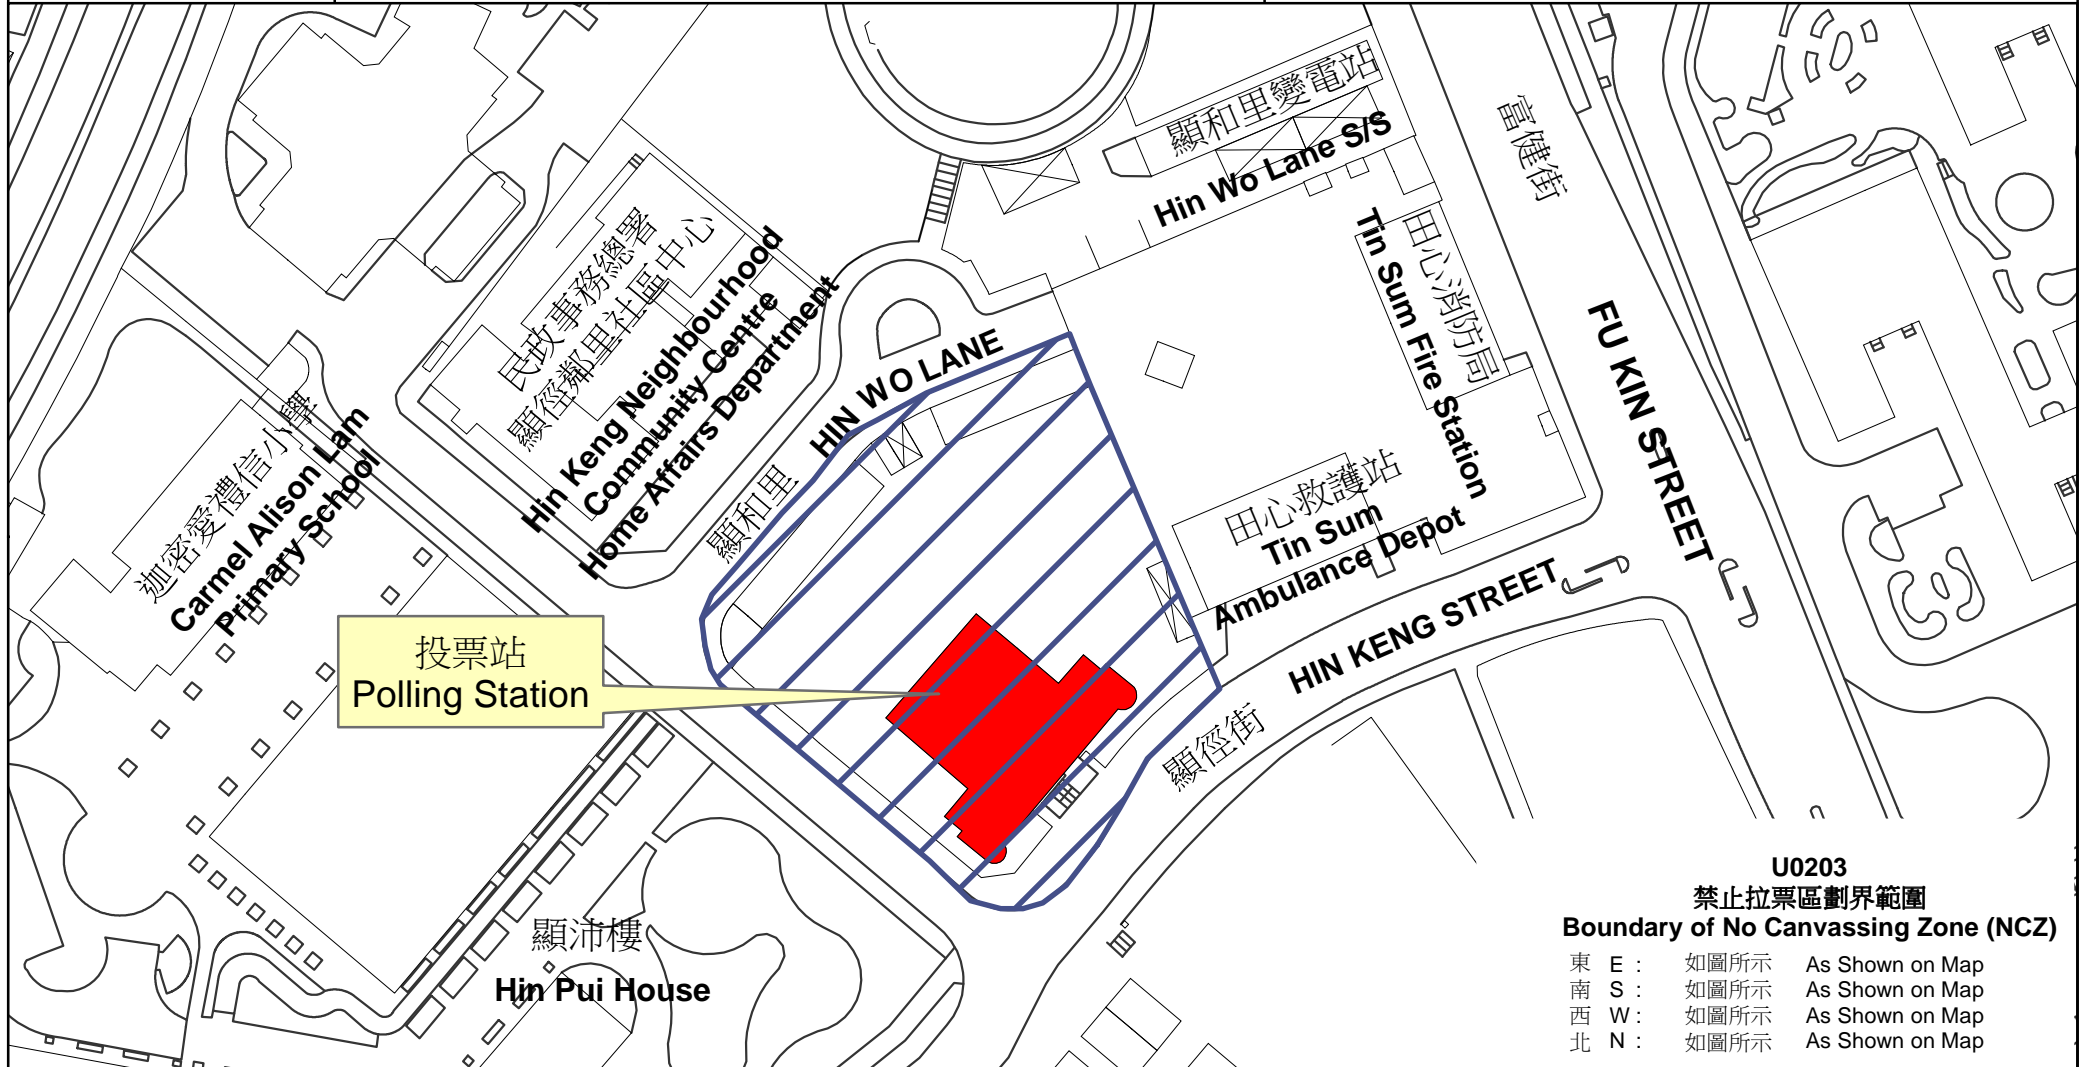 顯和里變電站
Hin Wo Lane S/S
富健街
FU KIN STREET
田心消防局
Tin Sum Fire Station
民政事務總署
顯徑鄰里社區中心
Hin Keng Neighbourhood
Community Centre
Home Affairs Department
HIN WO LANE
顯和里
迦密愛禮信小學
Carmel Alison Lam
Primary School
田心救護站
Tin Sum
Ambulance Depot
HIN KENG STREET
顯徑街
投票站
Polling Station
顯沛樓
Hin Pui House
U0203
禁止拉票區劃界範圍
Boundary of No Canvassing Zone (NCZ)
東 E : 如圖所示 As Shown on Map
南 S : 如圖所示 As Shown on Map
西 W : 如圖所示 As Shown on Map
北 N : 如圖所示 As Shown on Map